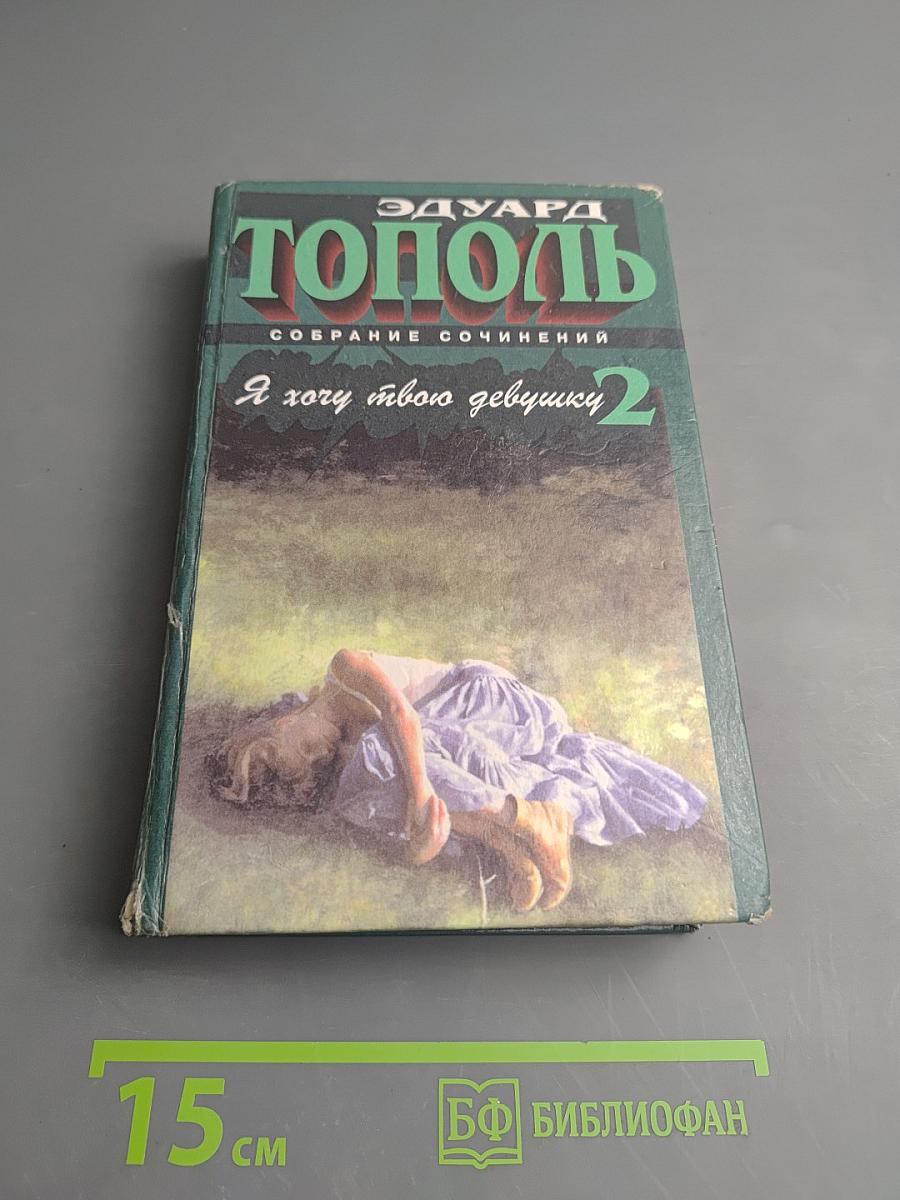 ЭДУАРД
ТОПОЛЬ
СОБРАНИЕ СОЧИНЕНИЙ
Я хочу твою девушку 2
15 см
БФ БИБЛИОФАН